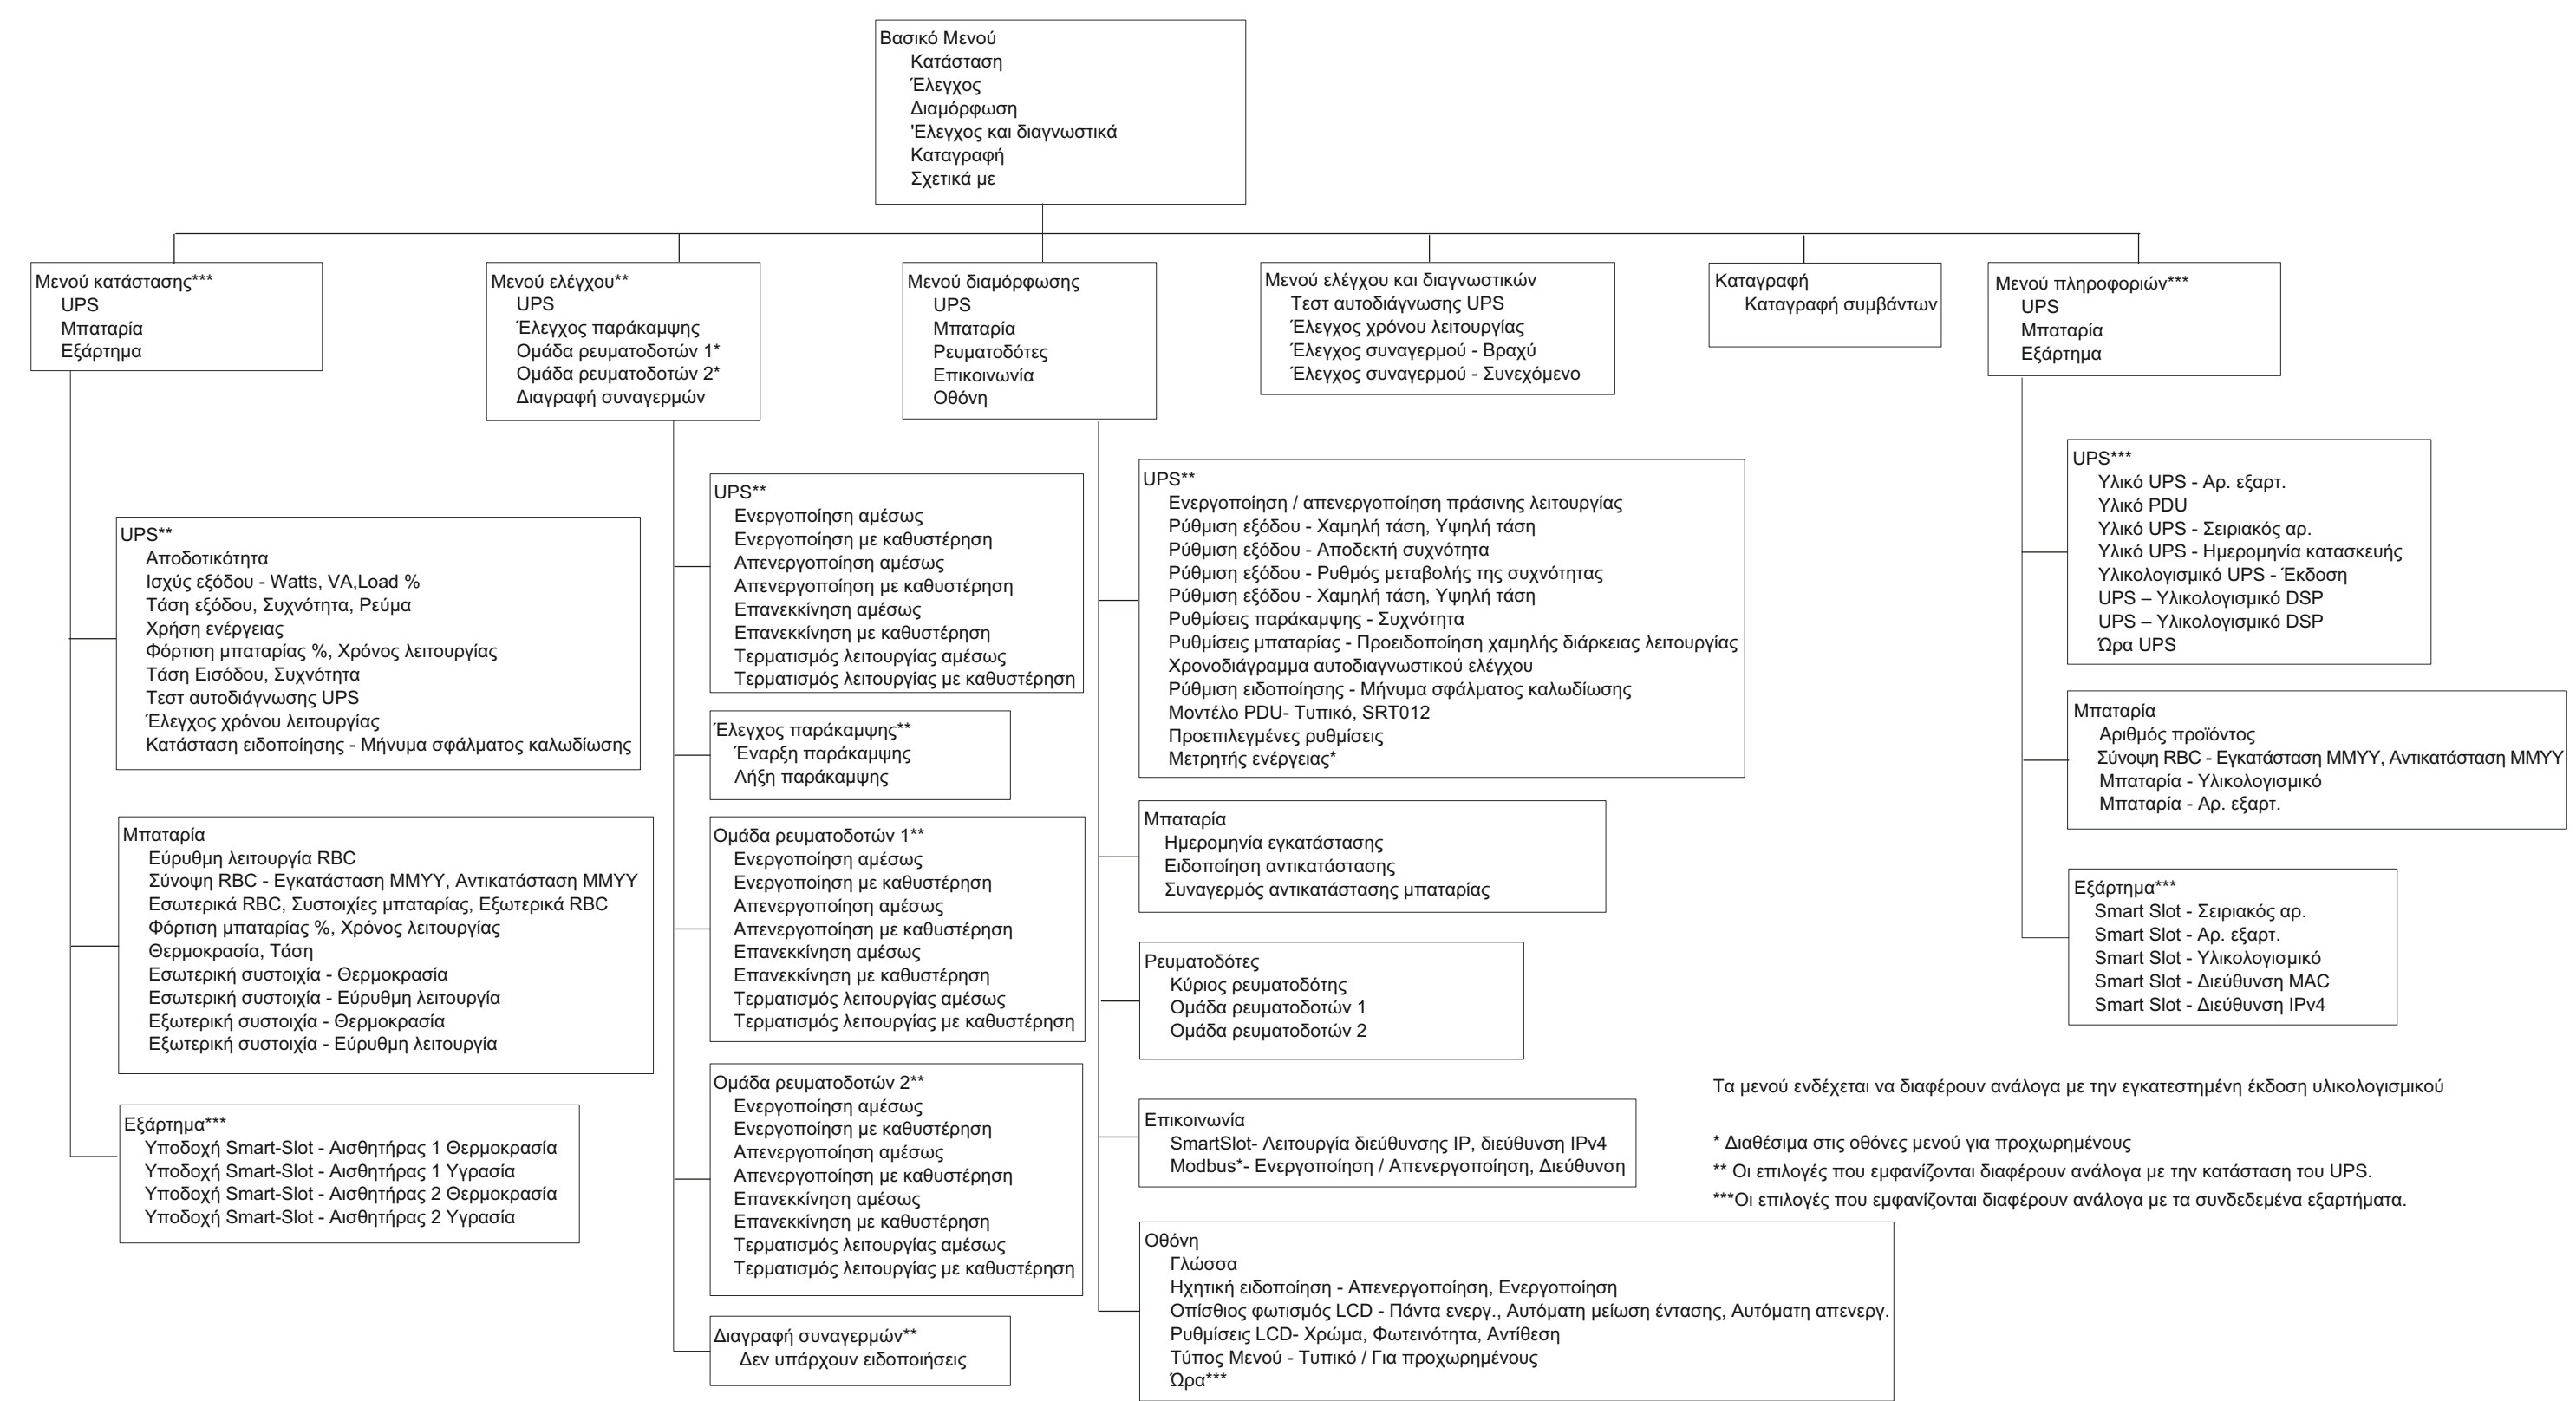 Βασικό Μενού
Κατάσταση
Έλεγχος
Διαμόρφωση
'Ελεγχος και διαγνωστικά
Καταγραφή
Σχετικά με
Μενού κατάστασης***
UPS
Μπαταρία
Εξάρτημα
Μενού ελέγχου**
UPS
Έλεγχος παράκαμψης
Ομάδα ρευματοδοτών 1*
Ομάδα ρευματοδοτών 2*
Διαγραφή συναγερμών
Μενού διαμόρφωσης
UPS
Μπαταρία
Ρευματοδότες
Επικοινωνία
Οθόνη
Μενού ελέγχου και διαγνωστικών
Τεστ αυτοδιάγνωσης UPS
Έλεγχος χρόνου λειτουργίας
Έλεγχος συναγερμού - Βραχύ
Έλεγχος συναγερμού - Συνεχόμενο
Καταγραφή
Καταγραφή συμβάντων
Μενού πληροφοριών***
UPS
Μπαταρία
Εξάρτημα
UPS**
Αποδοτικότητα
Ισχύς εξόδου - Watts, VA,Load %
Τάση εξόδου, Συχνότητα, Ρεύμα
Χρήση ενέργειας
Φόρτιση μπαταρίας %, Χρόνος λειτουργίας
Τάση Εισόδου, Συχνότητα
Τεστ αυτοδιάγνωσης UPS
Έλεγχος χρόνου λειτουργίας
Κατάσταση ειδοποίησης - Μήνυμα σφάλματος καλωδίωσης
Μπαταρία
Εύρυθμη λειτουργία RBC
Σύνοψη RBC - Εγκατάσταση MMYY, Αντικατάσταση MMYY
Εσωτερικά RBC, Συστοιχίες μπαταρίας, Εξωτερικά RBC
Φόρτιση μπαταρίας %, Χρόνος λειτουργίας
Θερμοκρασία, Τάση
Εσωτερική συστοιχία - Θερμοκρασία
Εσωτερική συστοιχία - Εύρυθμη λειτουργία
Εξωτερική συστοιχία - Θερμοκρασία
Εξωτερική συστοιχία - Εύρυθμη λειτουργία
Εξάρτημα***
Υποδοχή Smart-Slot - Αισθητήρας 1 Θερμοκρασία
Υποδοχή Smart-Slot - Αισθητήρας 1 Υγρασία
Υποδοχή Smart-Slot - Αισθητήρας 2 Θερμοκρασία
Υποδοχή Smart-Slot - Αισθητήρας 2 Υγρασία
UPS**
Ενεργοποίηση αμέσως
Ενεργοποίηση με καθυστέρηση
Απενεργοποίηση αμέσως
Απενεργοποίηση με καθυστέρηση
Επανεκκίνηση αμέσως
Επανεκκίνηση με καθυστέρηση
Τερματισμός λειτουργίας αμέσως
Τερματισμός λειτουργίας με καθυστέρηση
Έλεγχος παράκαμψης**
Έναρξη παράκαμψης
Λήξη παράκαμψης
Ομάδα ρευματοδοτών 1**
Ενεργοποίηση αμέσως
Ενεργοποίηση με καθυστέρηση
Απενεργοποίηση αμέσως
Απενεργοποίηση με καθυστέρηση
Επανεκκίνηση αμέσως
Επανεκκίνηση με καθυστέρηση
Τερματισμός λειτουργίας αμέσως
Τερματισμός λειτουργίας με καθυστέρηση
Ομάδα ρευματοδοτών 2**
Ενεργοποίηση αμέσως
Ενεργοποίηση με καθυστέρηση
Απενεργοποίηση αμέσως
Απενεργοποίηση με καθυστέρηση
Επανεκκίνηση αμέσως
Επανεκκίνηση με καθυστέρηση
Τερματισμός λειτουργίας αμέσως
Τερματισμός λειτουργίας με καθυστέρηση
Διαγραφή συναγερμών**
Δεν υπάρχουν ειδοποιήσεις
UPS**
Ενεργοποίηση / απενεργοποίηση πράσινης λειτουργίας
Ρύθμιση εξόδου - Χαμηλή τάση, Υψηλή τάση
Ρύθμιση εξόδου - Αποδεκτή συχνότητα
Ρύθμιση εξόδου - Ρυθμός μεταβολής της συχνότητας
Ρύθμιση εξόδου - Χαμηλή τάση, Υψηλή τάση
Ρυθμίσεις παράκαμψης - Συχνότητα
Ρυθμίσεις μπαταρίας - Προειδοποίηση χαμηλής διάρκειας λειτουργίας
Χρονοδιάγραμμα αυτοδιαγνωστικού ελέγχου
Ρύθμιση ειδοποίησης - Μήνυμα σφάλματος καλωδίωσης
Μοντέλο PDU- Τυπικό, SRT012
Προεπιλεγμένες ρυθμίσεις
Μετρητής ενέργειας*
Μπαταρία
Ημερομηνία εγκατάστασης
Ειδοποίηση αντικατάστασης
Συναγερμός αντικατάστασης μπαταρίας
Ρευματοδότες
Κύριος ρευματοδότης
Ομάδα ρευματοδοτών 1
Ομάδα ρευματοδοτών 2
Επικοινωνία
SmartSlot- Λειτουργία διεύθυνσης IP, διεύθυνση IPv4
Modbus*- Ενεργοποίηση / Απενεργοποίηση, Διεύθυνση
Οθόνη
Γλώσσα
Ηχητική ειδοποίηση - Απενεργοποίηση, Ενεργοποίηση
Οπίσθιος φωτισμός LCD - Πάντα ενεργ., Αυτόματη μείωση έντασης, Αυτόματη απενεργ.
Ρυθμίσεις LCD- Χρώμα, Φωτεινότητα, Αντίθεση
Τύπος Μενού - Τυπικό / Για προχωρημένους
Ώρα***
UPS***
Υλικό UPS - Αρ. εξαρτ.
Υλικό PDU
Υλικό UPS - Σειριακός αρ.
Υλικό UPS - Ημερομηνία κατασκευής
Υλικολογισμικό UPS - Έκδοση
UPS – Υλικολογισμικό DSP
UPS – Υλικολογισμικό DSP
Ώρα UPS
Μπαταρία
Αριθμός προϊόντος
Σύνοψη RBC - Εγκατάσταση MMYY, Αντικατάσταση MMYY
Μπαταρία - Υλικολογισμικό
Μπαταρία - Αρ. εξαρτ.
Εξάρτημα***
Smart Slot - Σειριακός αρ.
Smart Slot - Αρ. εξαρτ.
Smart Slot - Υλικολογισμικό
Smart Slot - Διεύθυνση MAC
Smart Slot - Διεύθυνση IPv4
Τα μενού ενδέχεται να διαφέρουν ανάλογα με την εγκατεστημένη έκδοση υλικολογισμικού
* Διαθέσιμα στις οθόνες μενού για προχωρημένους
** Οι επιλογές που εμφανίζονται διαφέρουν ανάλογα με την κατάσταση του UPS.
***Οι επιλογές που εμφανίζονται διαφέρουν ανάλογα με τα συνδεδεμένα εξαρτήματα.